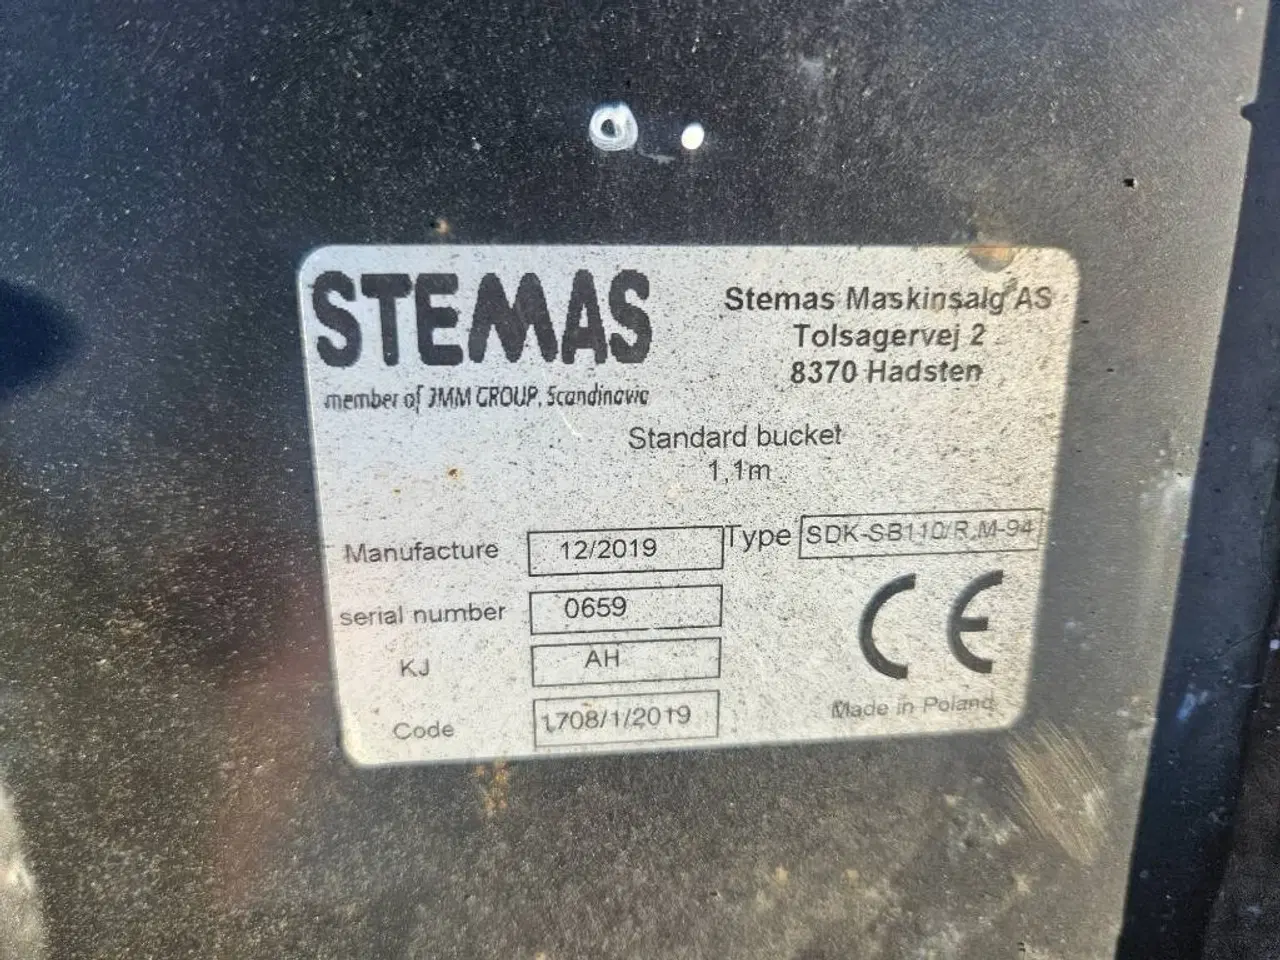 STEMAS
member of JMM GROUP, Scandinavia
Stemas Maskinsalg AS
Tolsagervej 2
8370 Hadsten
Standard bucket
1,1m
Manufacture 12/2019 Type SDK-SB110/R,M-94
serial number 0659
KJ AH
Code 1708/1/2019
CE
Made in Poland